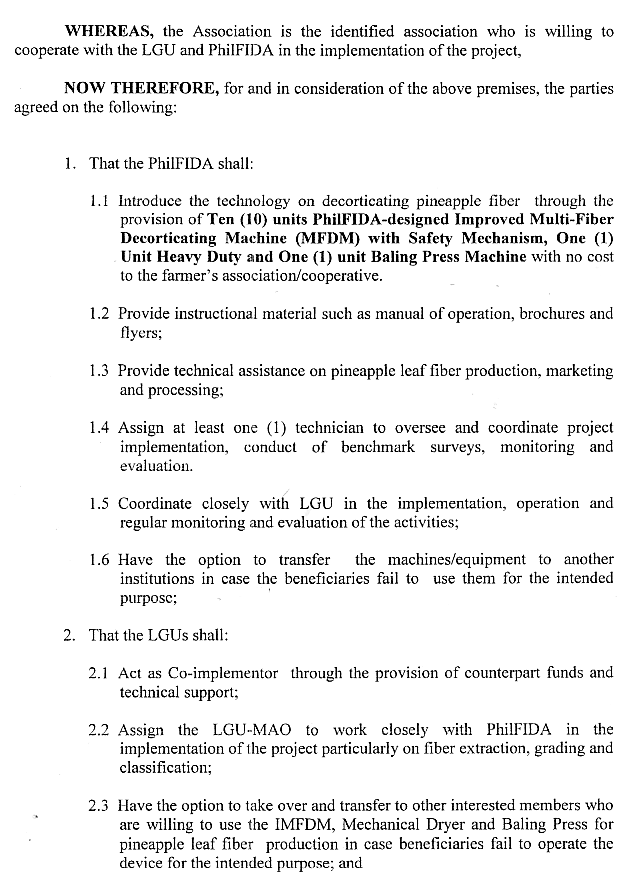 WHEREAS, the Association is the identified association who is willing to
cooperate with the LGU and PhilFIDA in the implementation of the project,
NOW THEREFORE, for and in consideration of the above premises, the parties
agreed on the following:
1. That the PhilFIDA shall:
1.1 Introduce the technology on decorticating pineapple fiber through the
provision of Ten (10) units PhilFIDA-designed Improved Multi-Fiber
Decorticating Machine (MFDM) with Safety Mechanism, One (1)
Unit Heavy Duty and One (1) unit Baling Press Machine with no cost
to the farmer's association/cooperative.
1.2 Provide instructional material such as manual of operation, brochures and
flyers;
1.3 Provide technical assistance on pineapple leaf fiber production, marketing
and processing;
1.4 Assign at least one (1) technician to oversee and coordinate project
implementation, conduct of benchmark surveys, monitoring and
evaluation.
1.5 Coordinate closely with LGU in the implementation, operation and
regular monitoring and evaluation of the activities;
1.6 Have the option to transfer the machines/equipment to another
institutions in case the beneficiaries fail to use them for the intended
purpose;
2. That the LGUs shall:
2.1 Act as Co-implementor through the provision of counterpart funds and
technical support;
2.2 Assign the LGU-MAO to work closely with PhilFIDA in the
implementation of the project particularly on fiber extraction, grading and
classification;
2.3 Have the option to take over and transfer to other interested members who
are willing to use the IMFDM, Mechanical Dryer and Baling Press for
pineapple leaf fiber production in case beneficiaries fail to operate the
device for the intended purpose; and